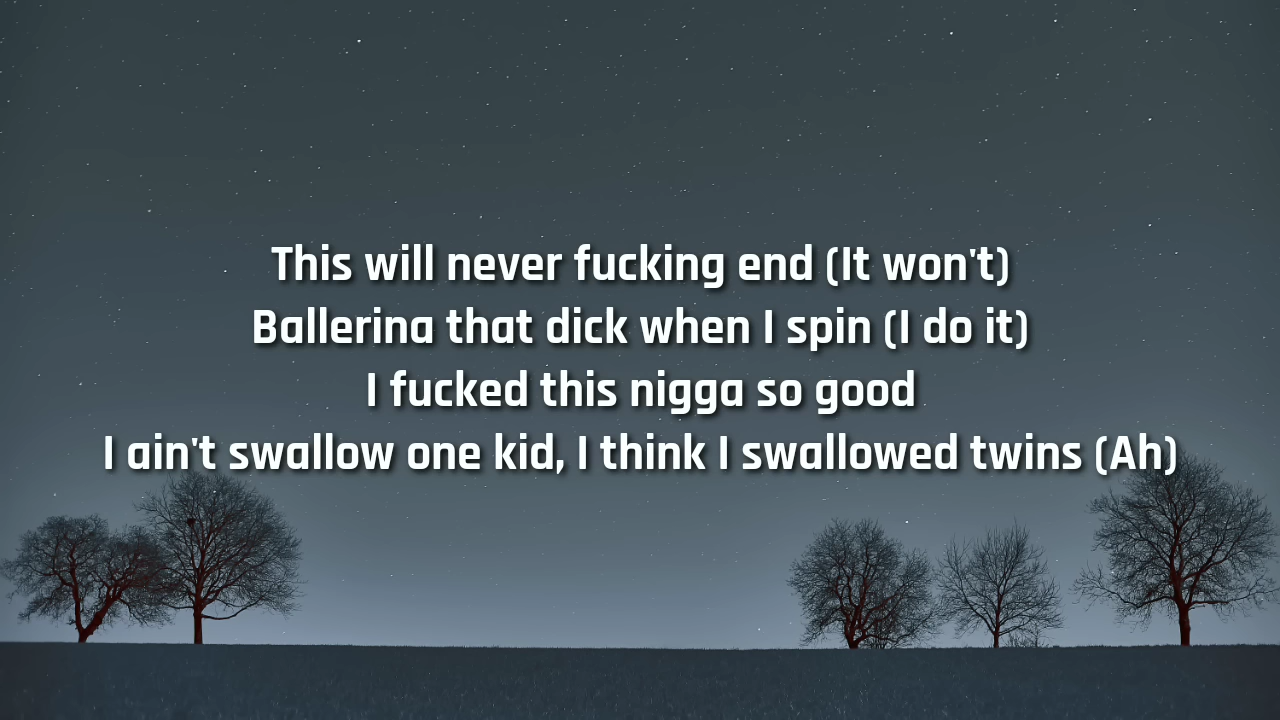 This will never fucking end (It won't)
Ballerina that dick when I spin (I do it)
I fucked this nigga so good
I ain't swallow one kid, I think I swallowed twins (Ah)